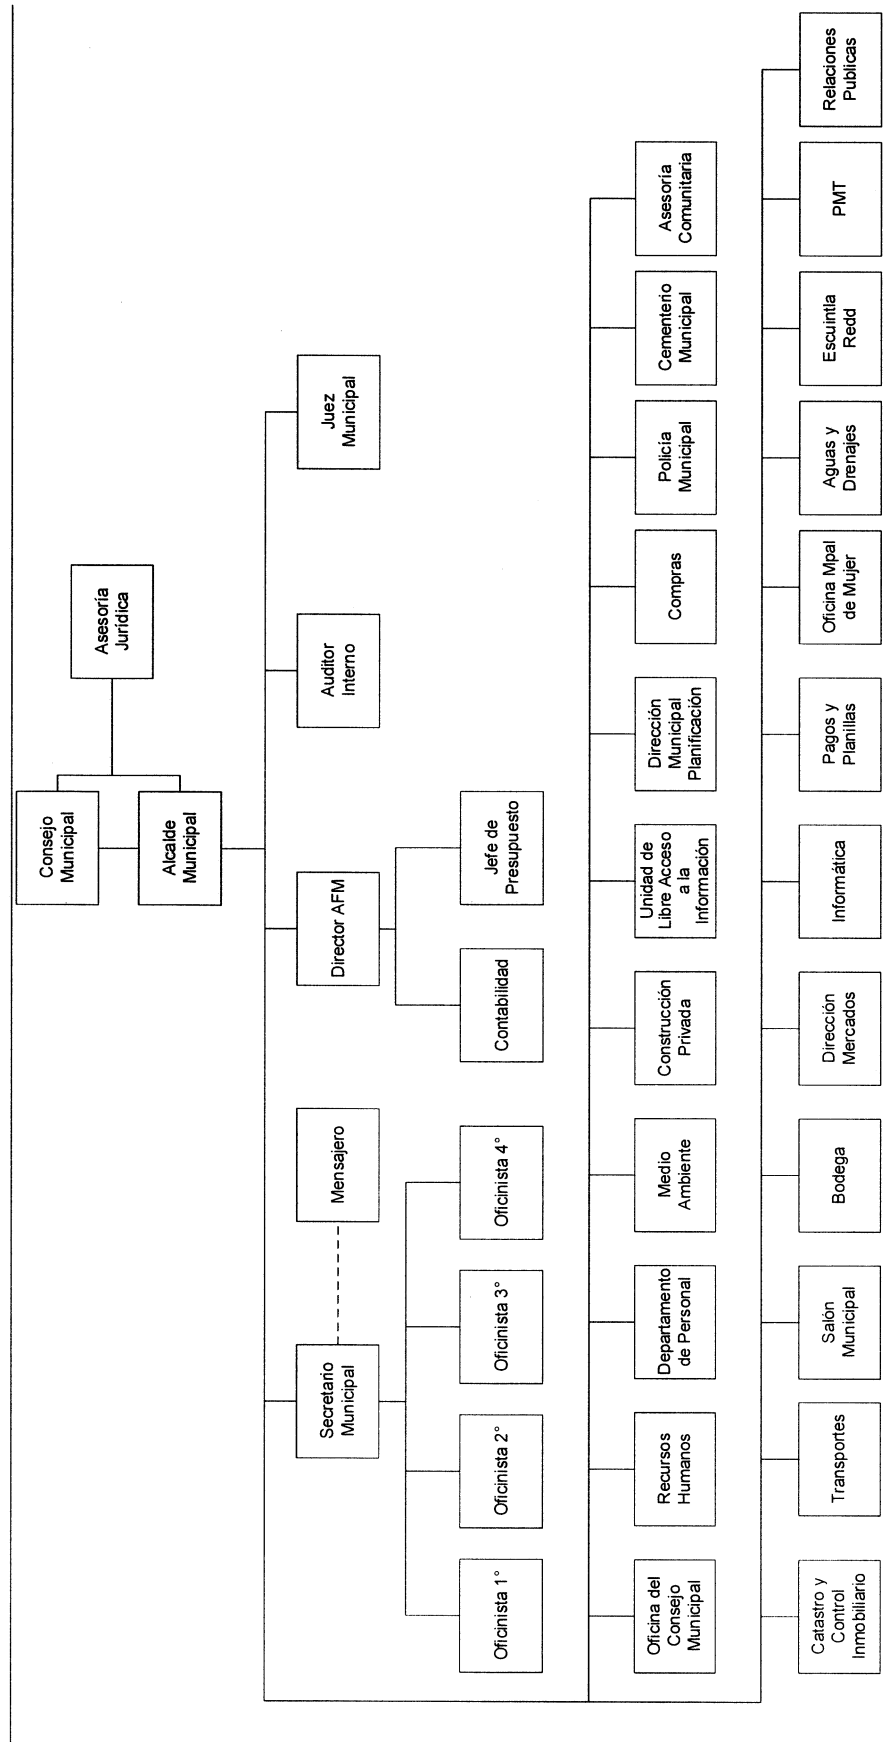 Consejo
Municipal
Asesoría
Jurídica
Alcalde
Municipal
Secretario
Municipal
Mensajero
Director AFM
Auditor
Interno
Juez
Municipal
Oficinista 1°
Oficinista 2°
Oficinista 3°
Oficinista 4°
Contabilidad
Jefe de
Presupuesto
Oficina del
Consejo
Municipal
Recursos
Humanos
Departamento
de Personal
Medio
Ambiente
Construcción
Privada
Unidad de
Libre Acceso
a la
Información
Dirección
Municipal
Planificación
Compras
Policía
Municipal
Cementerio
Municipal
Asesoría
Comunitaria
Catastro y
Control
Inmobiliario
Transportes
Salón
Municipal
Bodega
Dirección
Mercados
Informática
Pagos y
Planillas
Oficina Mpal
de Mujer
Aguas y
Drenajes
Escuintla
Redd
PMT
Relaciones
Publicas